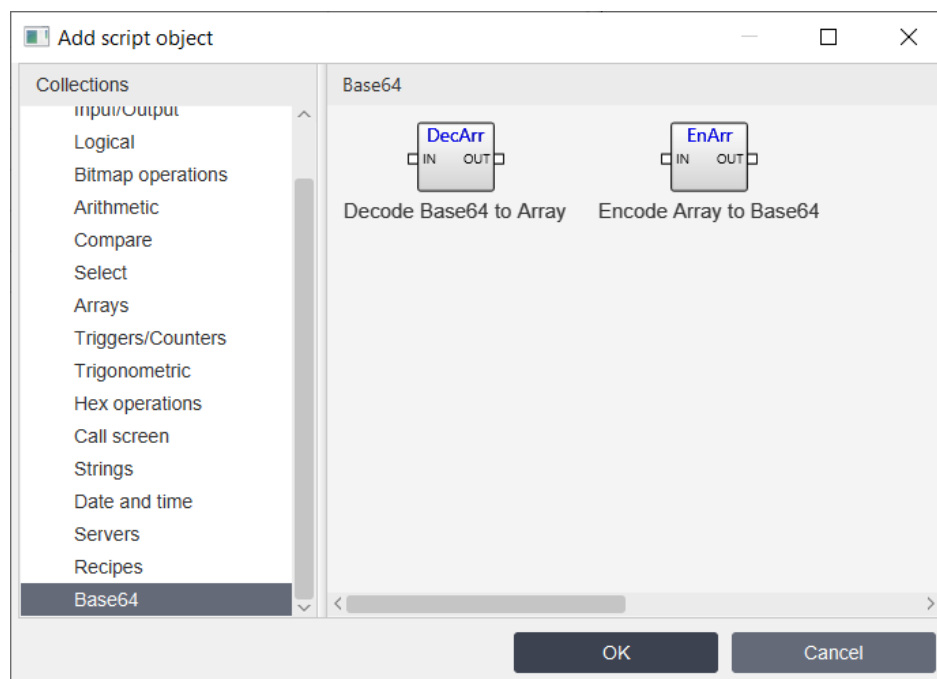 Add script object
Collections
Base64
Input/Output
Logical
Bitmap operations
Arithmetic
Compare
Select
Arrays
Triggers/Counters
Trigonometric
Hex operations
Call screen
Strings
Date and time
Servers
Recipes
Base64
DecArr
IN OUT
Decode Base64 to Array
EnArr
IN OUT
Encode Array to Base64
OK
Cancel